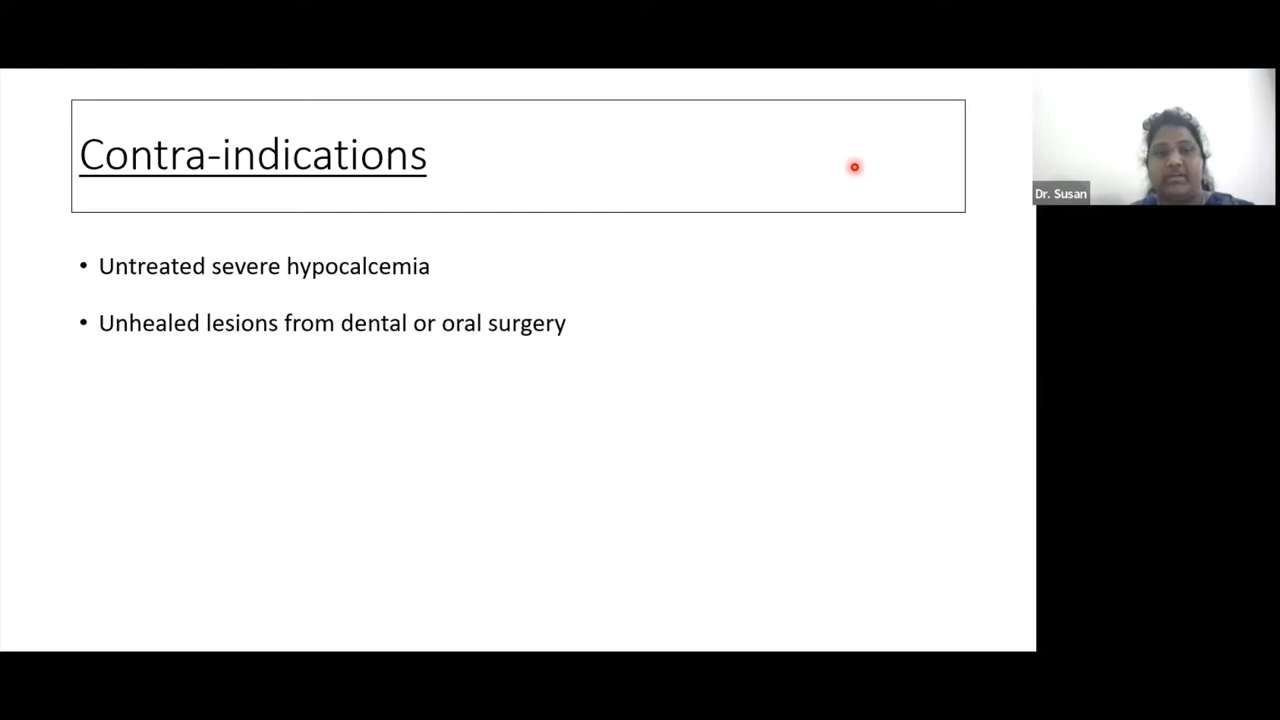 Contra-indications
Dr. Susan
• Untreated severe hypocalcemia
• Unhealed lesions from dental or oral surgery